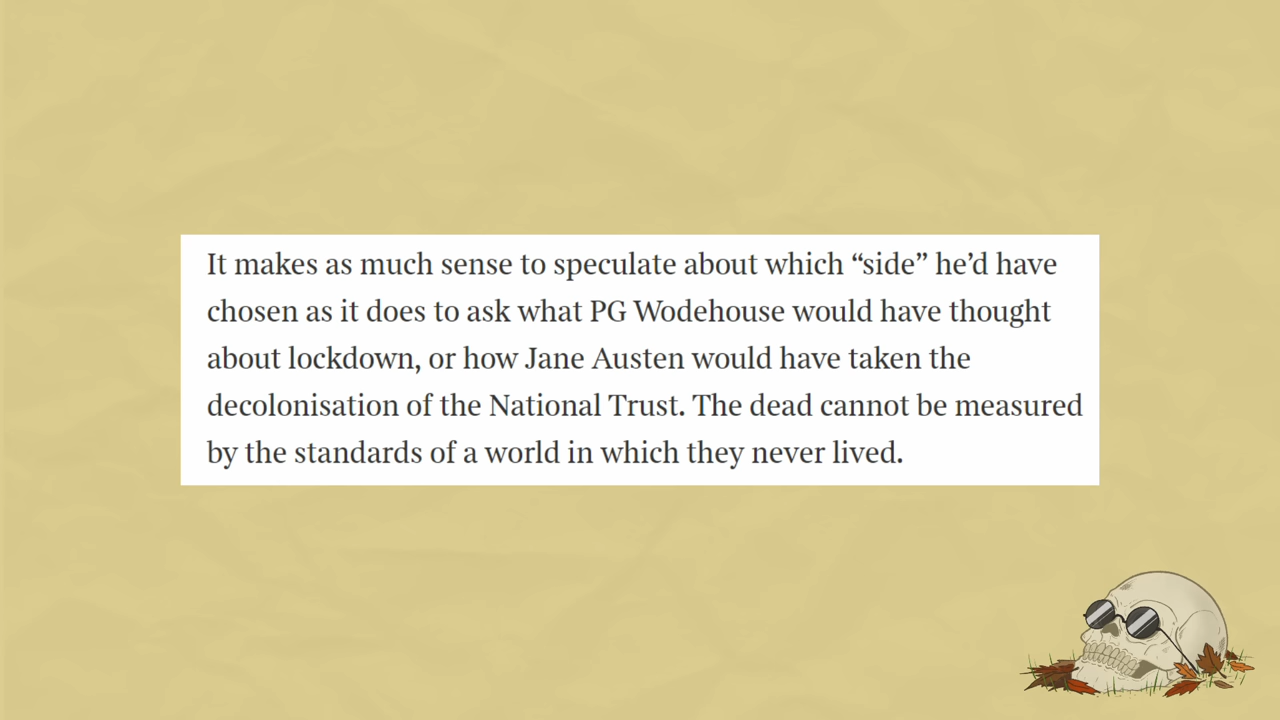 It makes as much sense to speculate about which “side” he’d have
chosen as it does to ask what PG Wodehouse would have thought
about lockdown, or how Jane Austen would have taken the
decolonisation of the National Trust. The dead cannot be measured
by the standards of a world in which they never lived.